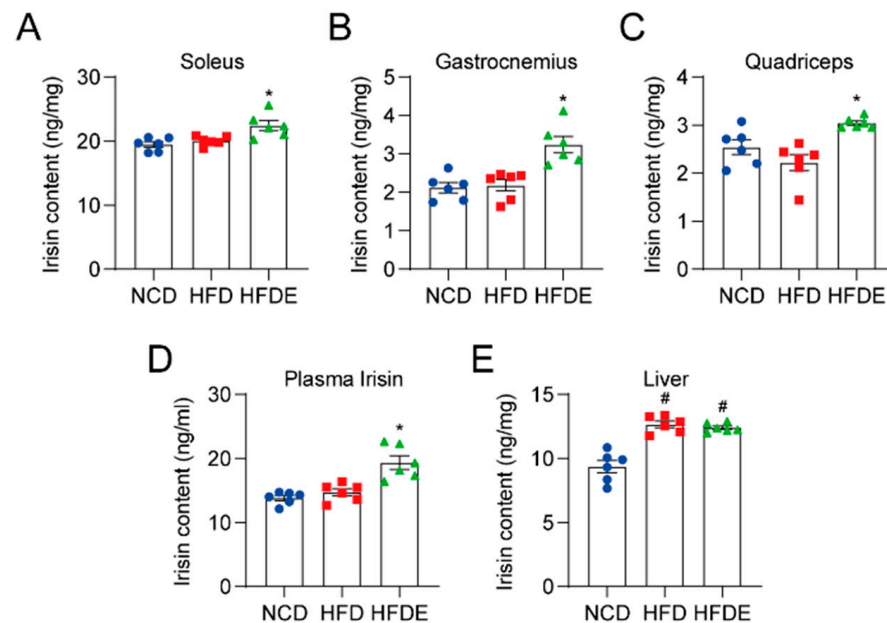 A
Soleus
Irisin content (ng/mg)
30
20
10
0
*
NCD HFD HFDE
B
Gastrocnemius
Irisin content (ng/mg)
5
4
3
2
1
0
*
NCD HFD HFDE
C
Quadriceps
Irisin content (ng/mg)
4
3
2
1
0
*
NCD HFD HFDE
D
Plasma Irisin
Irisin content (ng/ml)
30
20
10
0
*
NCD HFD HFDE
E
Liver
Irisin content (ng/mg)
15
10
5
0
# #
NCD HFD HFDE